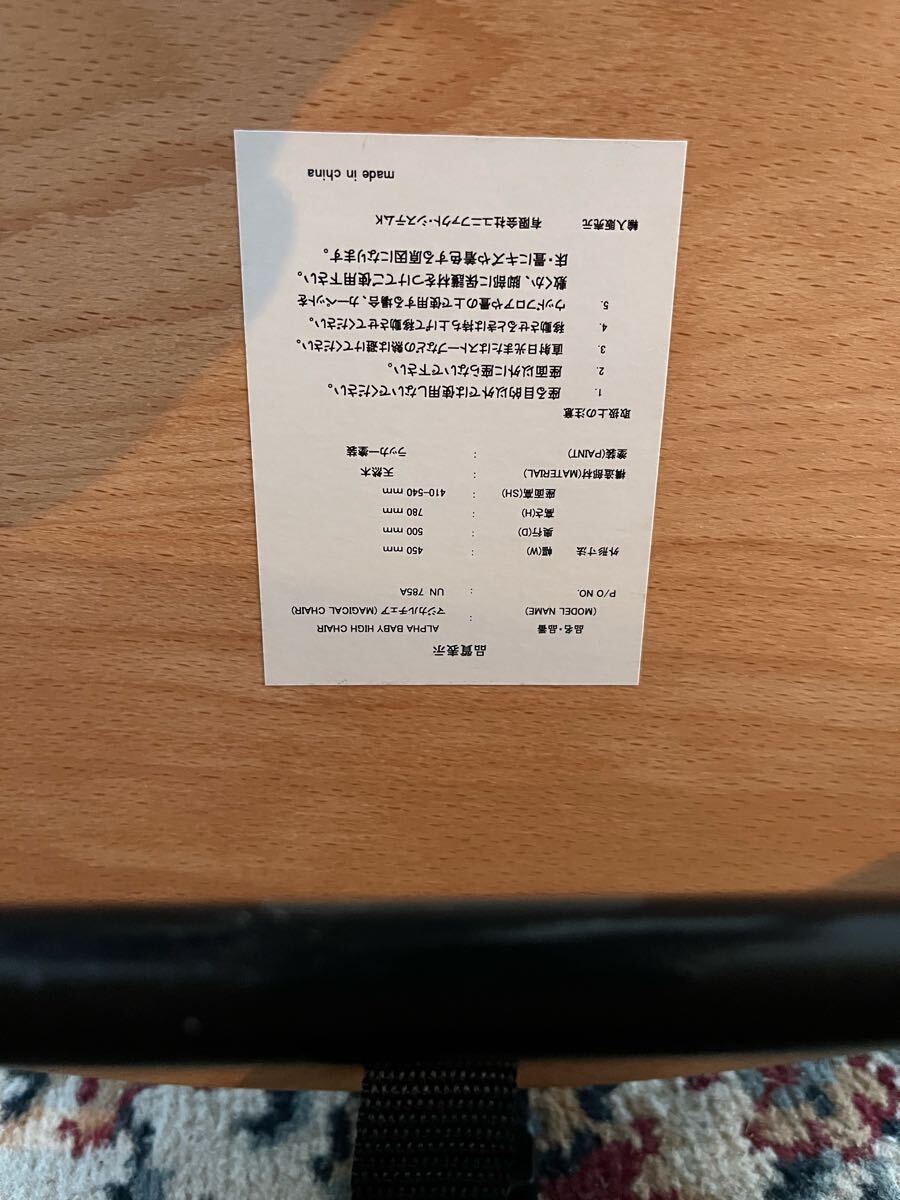 品質表示
品名・品番 : ALPHA BABY HIGH CHAIR
(MODEL NAME) マジカルチェア (MAGICAL CHAIR)
P/O NO. : UN 785A
外形寸法 幅(W) : 450 mm
奥行(D) : 500 mm
高さ(H) : 780 mm
座面高(SH) : 410-540 mm
構造部材(MATERIAL) : 天然木
塗装(PAINT) : ラッカー塗装
取扱上の注意
1. 座る目的以外では使用しないでください。
2. 座面以外に座らないで下さい。
3. 直射日光またはストーブなどの熱は避けてください。
4. 移動させるときは持ち上げて移動させてください。
5. ウッドフロアや畳の上で使用する場合、カーペットを
敷くか、脚部に保護材をつけてご使用下さい。
床・畳にキズや着色する原因になります。
輸入販売元 有限会社ユニファクト・システムK
made in china